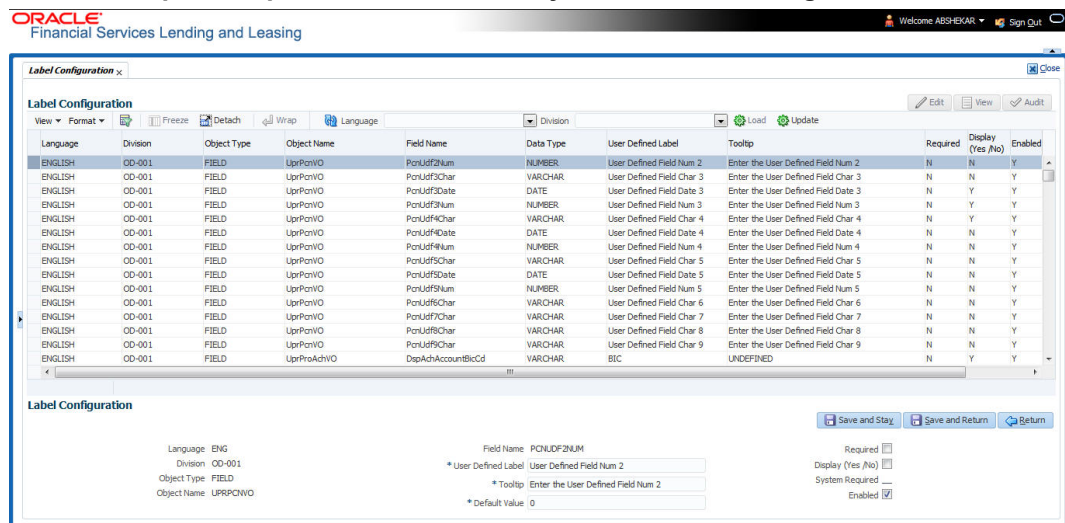 ORACLE
Financial Services Lending and Leasing
Welcome ABSHEKAR Sign Out
Label Configuration x Close
Label Configuration Edit View Audit
View Format Freeze Detach Wrap Language Division Load Update
Language Division Object Type Object Name Field Name Data Type User Defined Label Tooltip Required Display (Yes /No) Enabled
ENGLISH OD-001 FIELD UprPcnVO PcnUdf2Num NUMBER User Defined Field Num 2 Enter the User Defined Field Num 2 N N Y
ENGLISH OD-001 FIELD UprPcnVO PcnUdf3Char VARCHAR User Defined Field Char 3 Enter the User Defined Field Char 3 N N Y
ENGLISH OD-001 FIELD UprPcnVO PcnUdf3Date DATE User Defined Field Date 3 Enter the User Defined Field Date 3 N Y Y
ENGLISH OD-001 FIELD UprPcnVO PcnUdf3Num NUMBER User Defined Field Num 3 Enter the User Defined Field Num 3 N Y Y
ENGLISH OD-001 FIELD UprPcnVO PcnUdf4Char VARCHAR User Defined Field Char 4 Enter the User Defined Field Char 4 N Y Y
ENGLISH OD-001 FIELD UprPcnVO PcnUdf4Date DATE User Defined Field Date 4 Enter the User Defined Field Date 4 N N Y
ENGLISH OD-001 FIELD UprPcnVO PcnUdf4Num NUMBER User Defined Field Num 4 Enter the User Defined Field Num 4 N N Y
ENGLISH OD-001 FIELD UprPcnVO PcnUdf5Char VARCHAR User Defined Field Char 5 Enter the User Defined Field Char 5 N N Y
ENGLISH OD-001 FIELD UprPcnVO PcnUdf5Date DATE User Defined Field Date 5 Enter the User Defined Field Date 5 N N Y
ENGLISH OD-001 FIELD UprPcnVO PcnUdf5Num NUMBER User Defined Field Num 5 Enter the User Defined Field Num 5 N N Y
ENGLISH OD-001 FIELD UprPcnVO PcnUdf6Char VARCHAR User Defined Field Char 6 Enter the User Defined Field Char 6 N N Y
ENGLISH OD-001 FIELD UprPcnVO PcnUdf7Char VARCHAR User Defined Field Char 7 Enter the User Defined Field Char 7 N N Y
ENGLISH OD-001 FIELD UprPcnVO PcnUdf8Char VARCHAR User Defined Field Char 8 Enter the User Defined Field Char 8 N N Y
ENGLISH OD-001 FIELD UprPcnVO PcnUdf9Char VARCHAR User Defined Field Char 9 Enter the User Defined Field Char 9 N N Y
ENGLISH OD-001 FIELD UprProAchVO DspAchAccountBicCd VARCHAR BIC UNDEFINED N Y Y
Label Configuration
Save and Stay Save and Return Return
Language ENG Field Name PCNUDF2NUM Required
Division OD-001 * User Defined Label User Defined Field Num 2 Display (Yes /No)
Object Type FIELD * Tooltip Enter the User Defined Field Num 2 System Required
Object Name UPRPCNVO * Default Value 0 Enabled